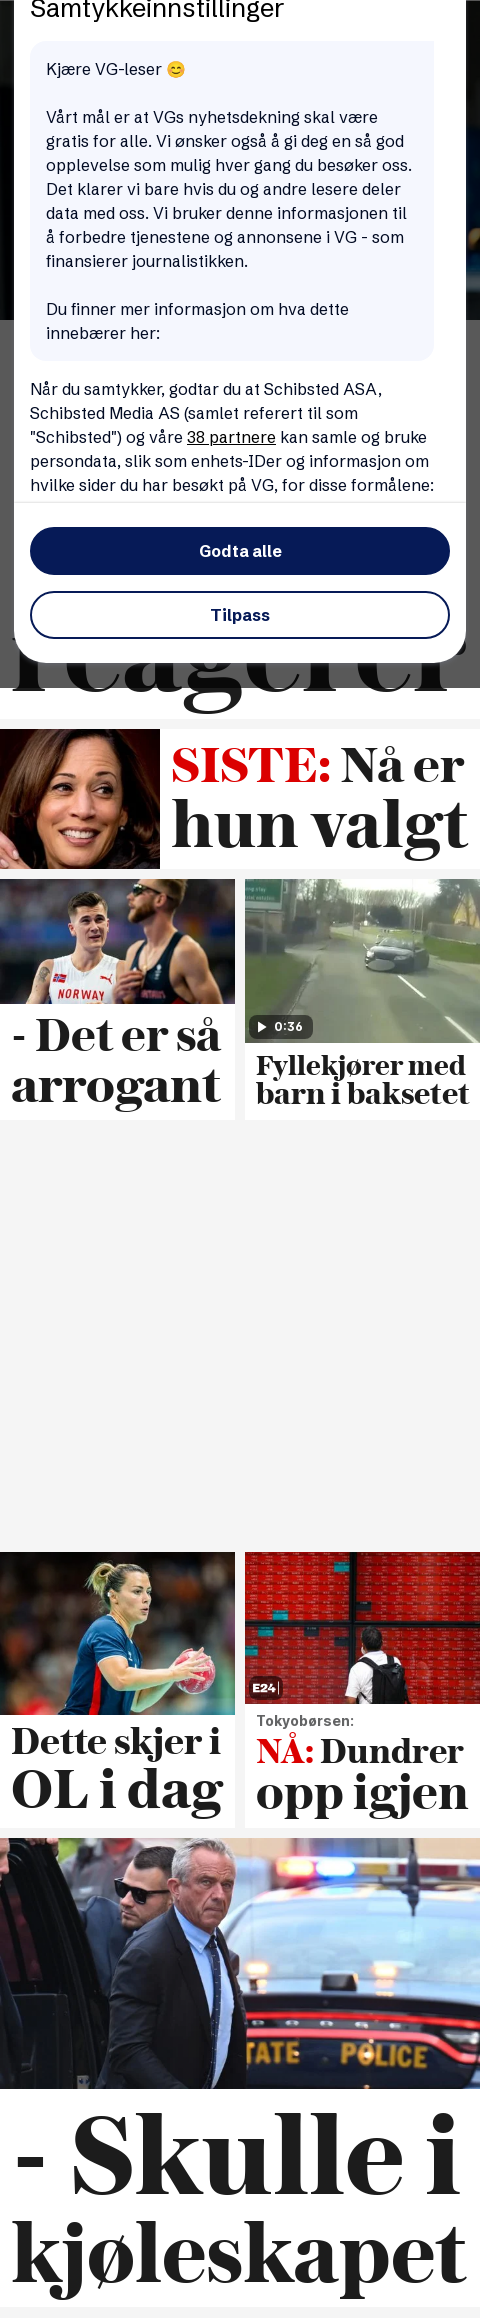 Samtykkeinnstillinger
Kjære VG-leser 😊
Vårt mål er at VGs nyhetsdekning skal være
gratis for alle. Vi ønsker også å gi deg en så god
opplevelse som mulig hver gang du besøker oss.
Det klarer vi bare hvis du og andre lesere deler
data med oss. Vi bruker denne informasjonen til
å forbedre tjenestene og annonsene i VG - som
finansierer journalistikken.
Du finner mer informasjon om hva dette
innebærer her:
Når du samtykker, godtar du at Schibsted ASA,
Schibsted Media AS (samlet referert til som
"Schibsted") og våre 38 partnere kan samle og bruke
persondata, slik som enhets-IDer og informasjon om
hvilke sider du har besøkt på VG, for disse formålene:
Godta alle
Tilpass
reagerer
SISTE: Nå er
hun valgt
NORWAY
- Det er så
arrogant
0:36
Fyllekjører med
barn i baksetet
Dette skjer i
OL i dag
E24
Tokyobørsen:
NÅ: Dundrer
opp igjen
DODGE
TATE POLICE
- Skulle i
kjøleskapet